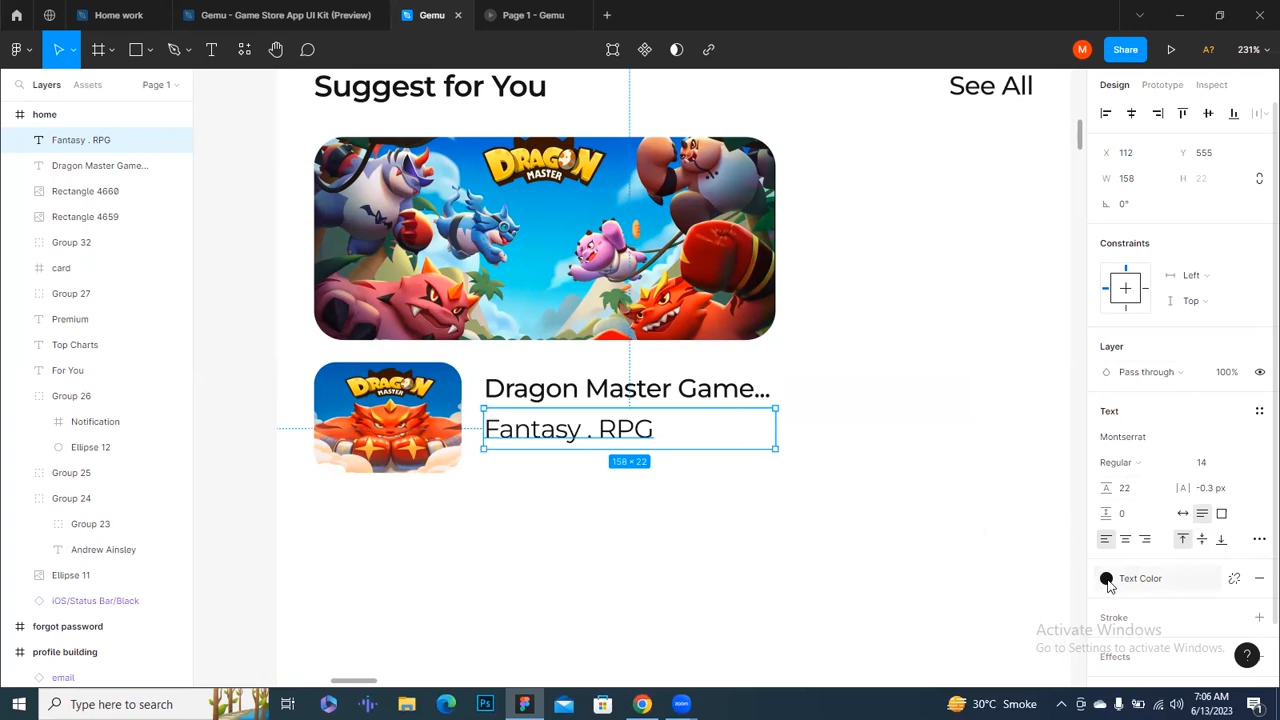 Home work
Gemu - Game Store App UI Kit (Preview)
Gemu
Page 1 - Gemu
M
Share
A?
231%
Layers
Assets
Page 1
home
Fantasy . RPG
Dragon Master Game...
Rectangle 4660
Rectangle 4659
Group 32
card
Group 27
Premium
Top Charts
For You
Group 26
Notification
Ellipse 12
Group 25
Group 24
Group 23
Andrew Ainsley
Ellipse 11
iOS/Status Bar/Black
forgot password
profile building
email
Suggest for You
See All
DRAGON
MASTER
DRAGON
MASTER
Dragon Master Game...
Fantasy . RPG
158 × 22
Design
Prototype
Inspect
X 112
Y 555
W 158
H 22
0°
Constraints
Left
Top
Layer
Pass through
100%
Text
Montserrat
Regular
14
22
-0.3 px
0
Text Color
Stroke
Effects
Activate Windows
Go to Settings to activate Windows.
?
Type here to search
Ps
zoom
30°C Smoke
7:06 AM
6/13/2023